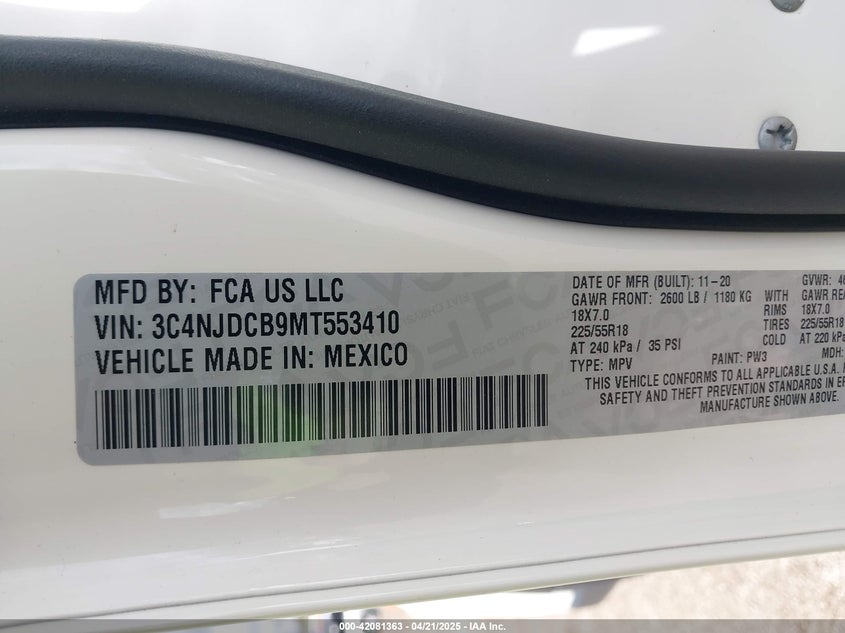 MFD BY: FCA US LLC
VIN: 3C4NJDCB9MT553410
VEHICLE MADE IN: MEXICO
DATE OF MFR (BUILT): 11-20
GAWR FRONT: 2600 LB / 1180 KG
18X7.0
225/55R18
AT 240 kPa / 35 PSI
TYPE: MPV
WITH
RIMS
TIRES
COLD
GVWR:
GAWR
18X7.0
225/55R18
AT 220
PAINT: PW3
MDH:
THIS VEHICLE CONFORMS TO ALL APPLICABLE U.S.A.
SAFETY AND THEFT PREVENTION STANDARDS IN
MANUFACTURE SHOWN ABOVE.
000-42081363 - 04/21/2025 - IAA Inc.